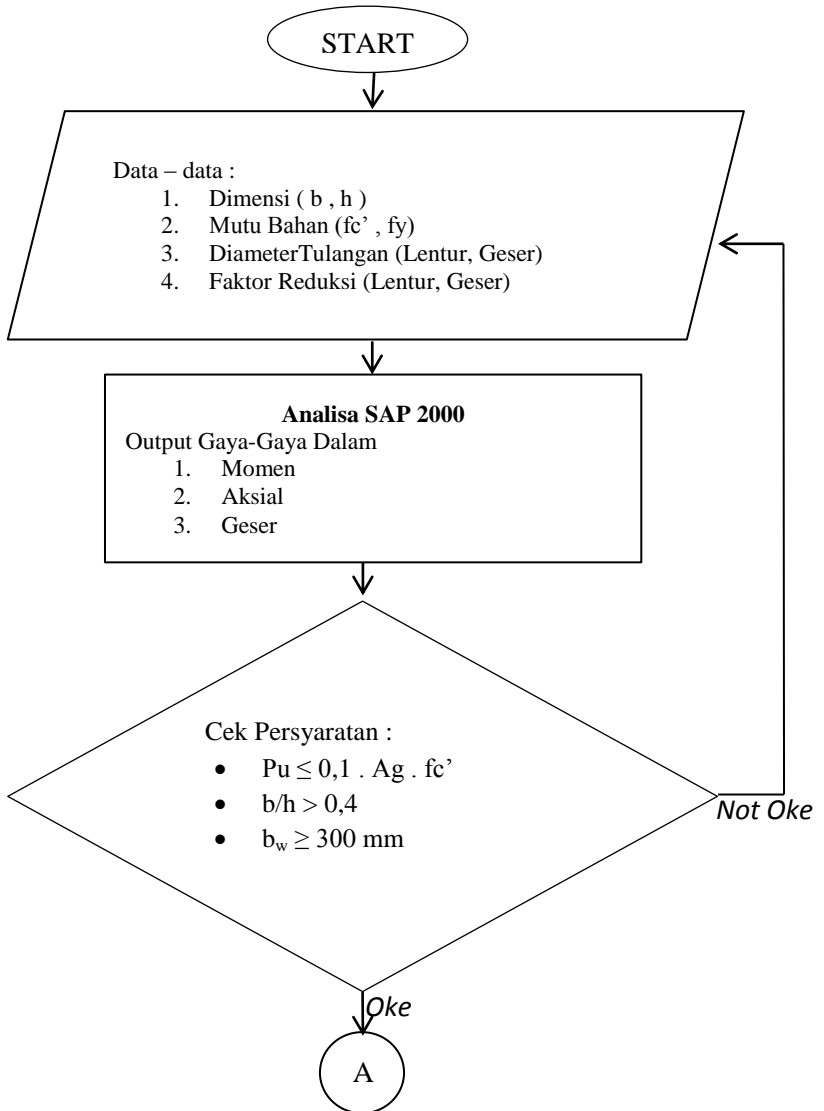 START
Data – data :
1. Dimensi ( b , h )
2. Mutu Bahan (fc’ , fy)
3. DiameterTulangan (Lentur, Geser)
4. Faktor Reduksi (Lentur, Geser)
Analisa SAP 2000
Output Gaya-Gaya Dalam
1. Momen
2. Aksial
3. Geser
Cek Persyaratan :
• Pu ≤ 0,1 . Ag . fc’
• b/h > 0,4
• bw ≥ 300 mm
Not Oke
Oke
A